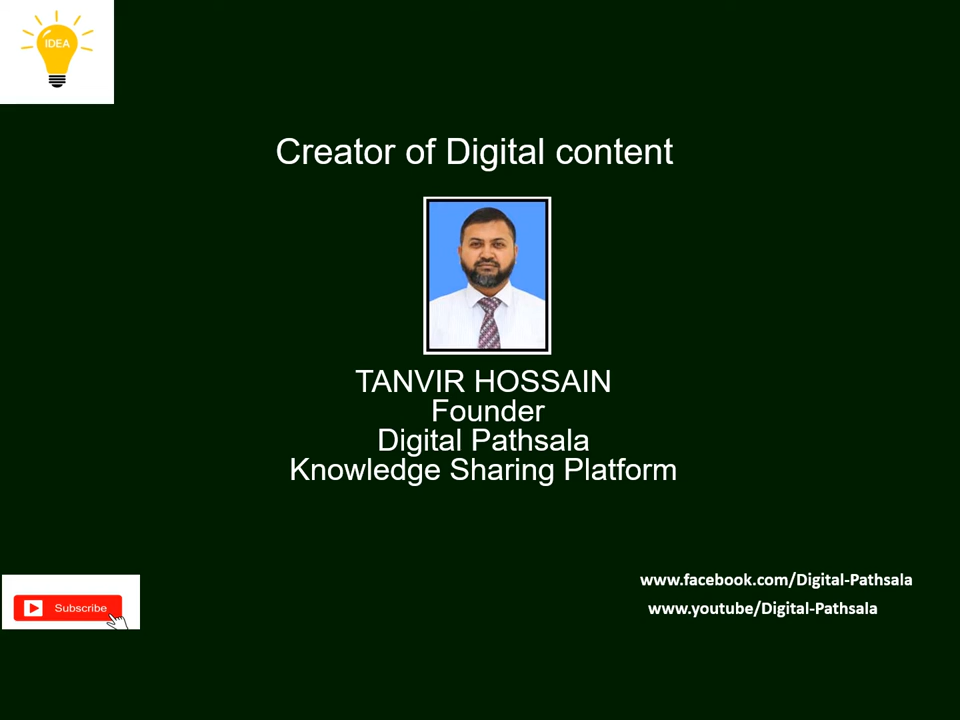 IDEA
Creator of Digital content
TANVIR HOSSAIN
Founder
Digital Pathsala
Knowledge Sharing Platform
www.facebook.com/Digital-Pathsala
www.youtube/Digital-Pathsala
Subscribe